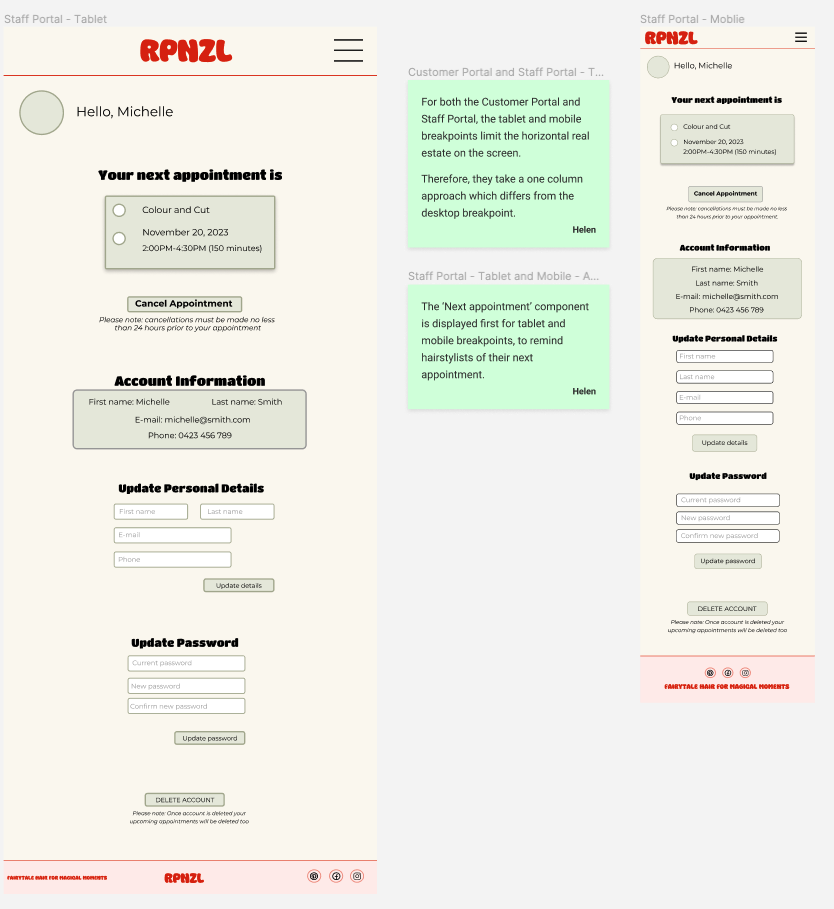 Staff Portal - Tablet
RPNZL
Hello, Michelle
Your next appointment is
Colour and Cut
November 20, 2023
2:00PM-4:30PM (150 minutes)
Cancel Appointment
Please note: cancellations must be made no less
than 24 hours prior to your appointment
Account Information
First name: Michelle Last name: Smith
E-mail: michelle@smith.com
Phone: 0423 456 789
Update Personal Details
First name Last name
E-mail
Phone
Update details
Update Password
Current password
New password
Confirm new password
Update password
DELETE ACCOUNT
Please note: Once account is deleted your
upcoming appointments will be deleted too
FAIRYTALE HAIR FOR MAGICAL MOMENTS
RPNZL
Customer Portal and Staff Portal - T...
For both the Customer Portal and
Staff Portal, the tablet and mobile
breakpoints limit the horizontal real
estate on the screen.
Therefore, they take a one column
approach which differs from the
desktop breakpoint.
Helen
Staff Portal - Tablet and Mobile - A...
The ‘Next appointment’ component
is displayed first for tablet and
mobile breakpoints, to remind
hairstylists of their next
appointment.
Helen
Staff Portal - Moblie
RPNZL
Hello, Michelle
Your next appointment is
Colour and Cut
November 20, 2023
2:00PM-4:30PM (150 minutes)
Cancel Appointment
Please note: cancellations must be made no less
than 24 hours prior to your appointment.
Account Information
First name: Michelle
Last name: Smith
E-mail: michelle@smith.com
Phone: 0423 456 789
Update Personal Details
First name
Last name
E-mail
Phone
Update details
Update Password
Current password
New password
Confirm new password
Update password
DELETE ACCOUNT
Please note: Once account is deleted your
upcoming appointments will be deleted too
FAIRYTALE HAIR FOR MAGICAL MOMENTS